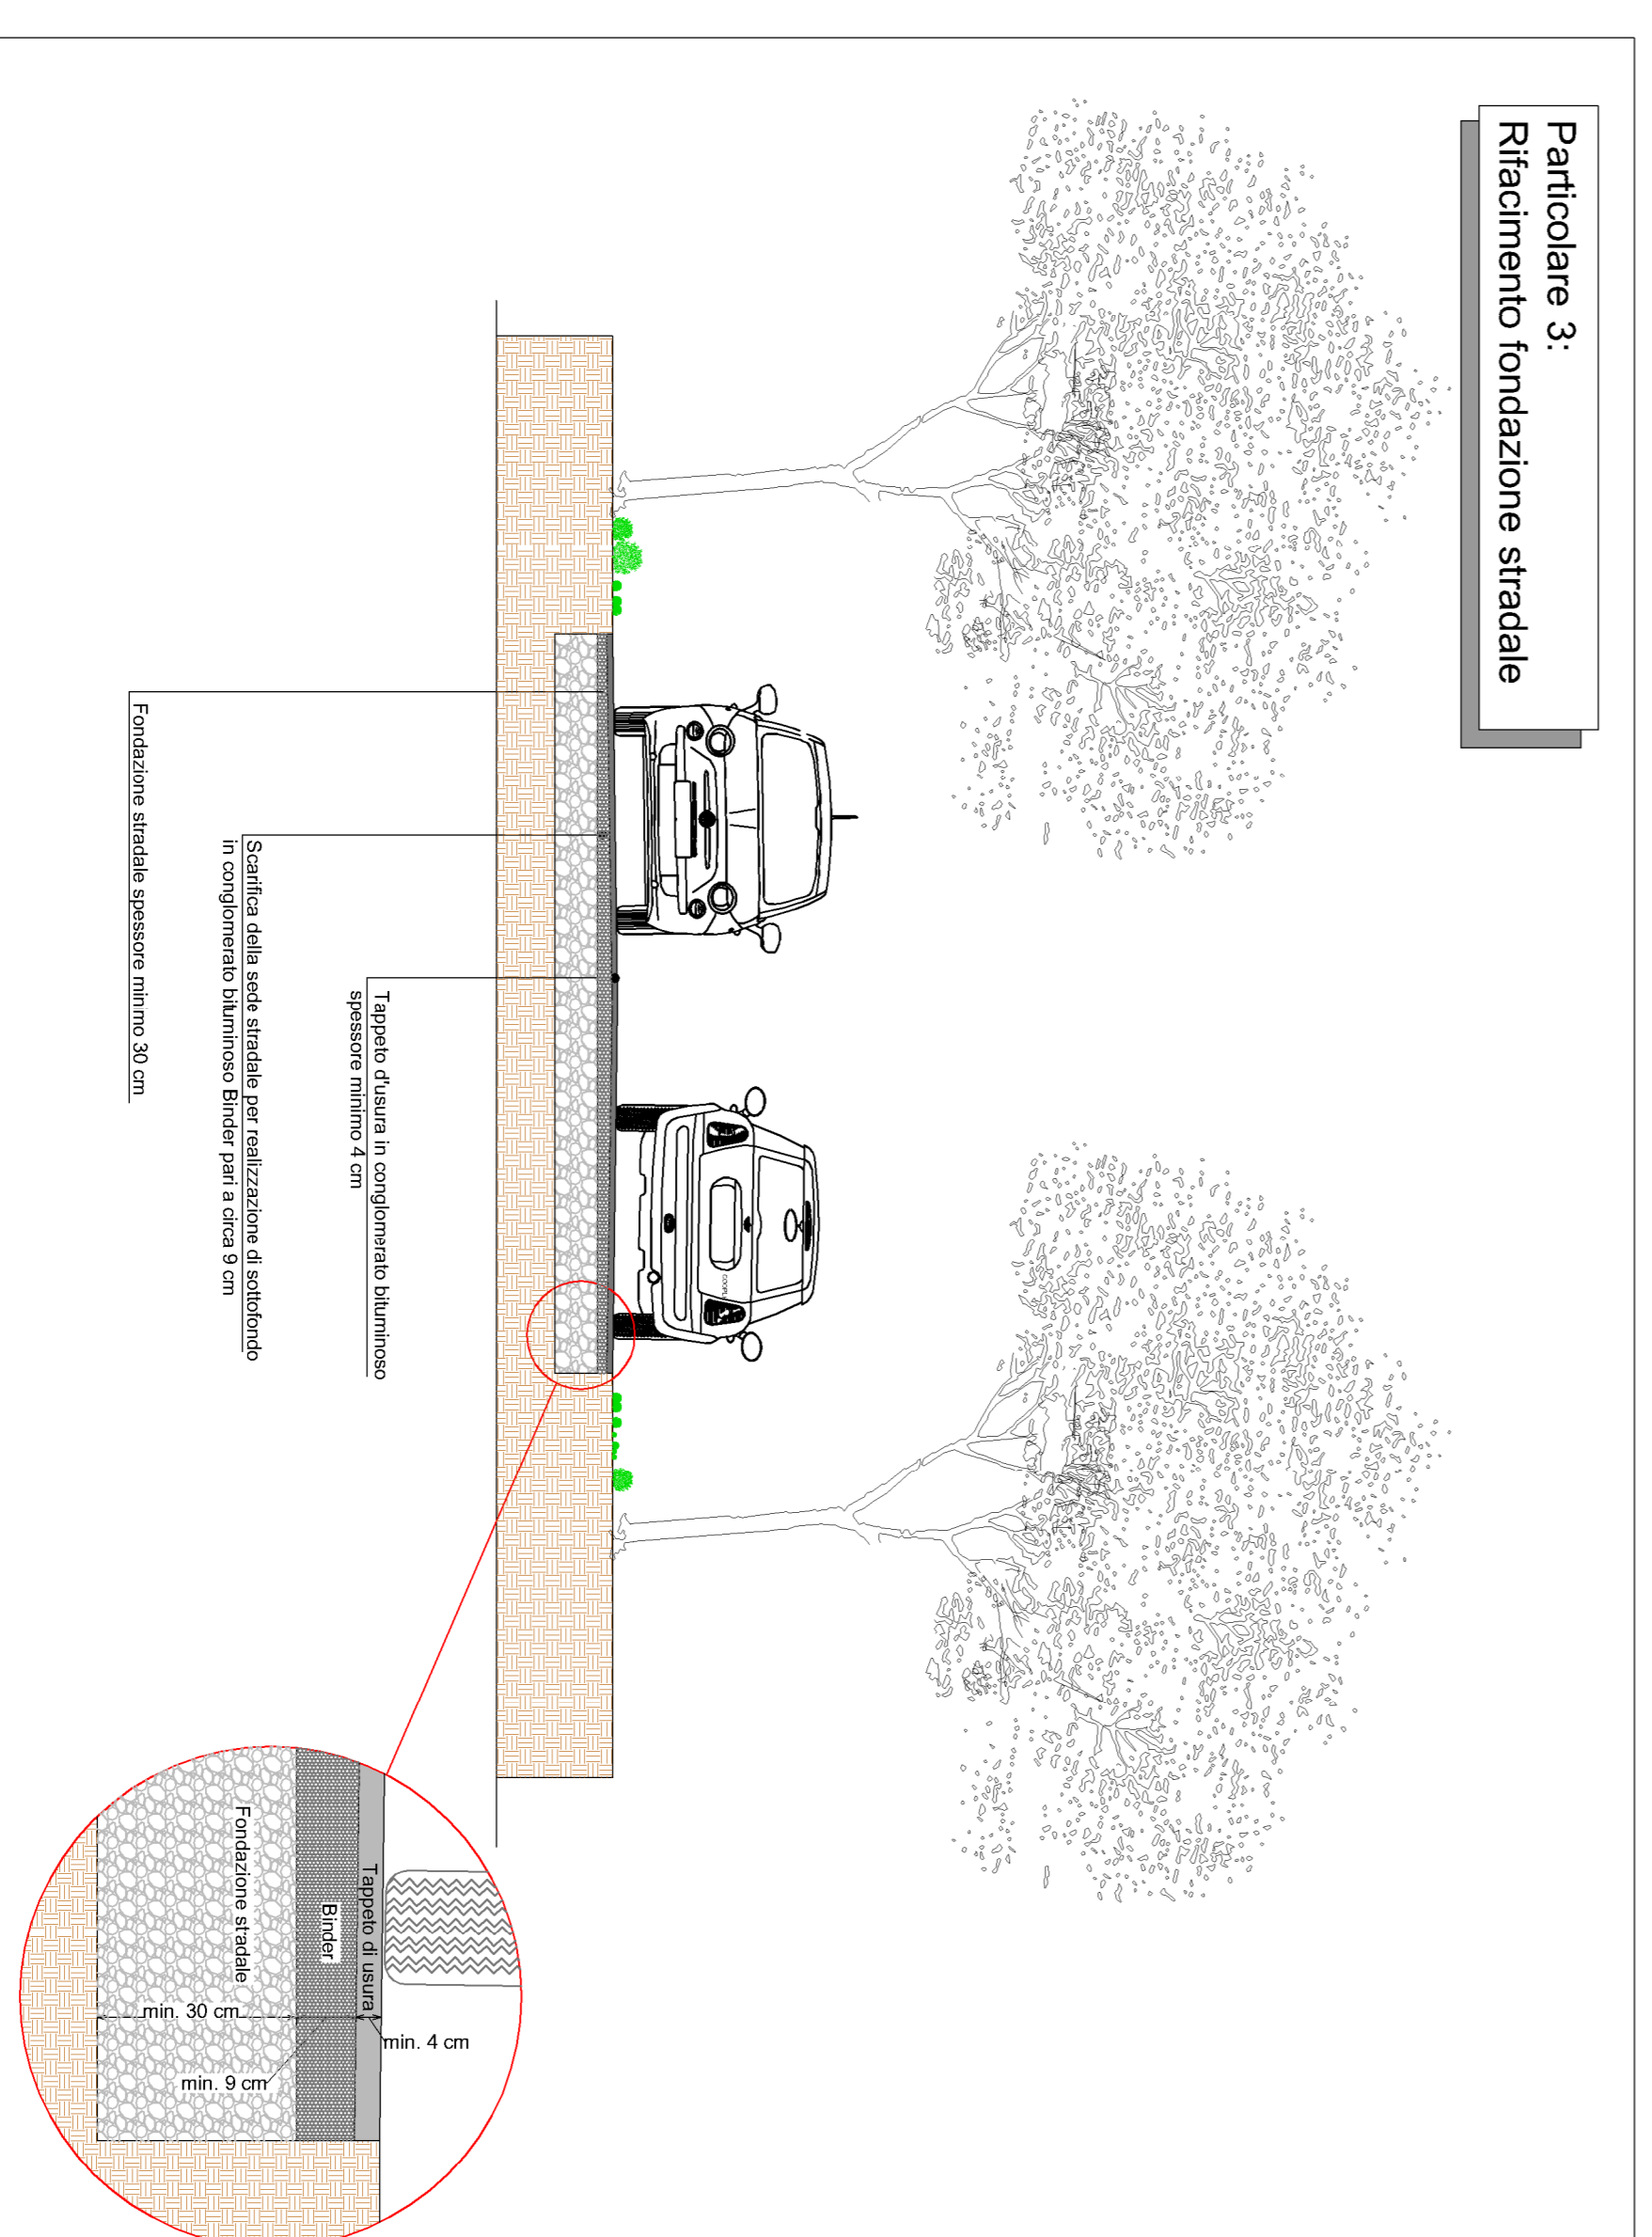 Particolare 3:
Rifacimento fondazione stradale
Tappeto d'usura in conglomerato bituminoso
spessore minimo 4 cm
Scarifica della sede stradale per realizzazione di sottofondo
in conglomerato bituminoso Binder pari a circa 9 cm
Fondazione stradale spessore minimo 30 cm
Tappeto di usura
Binder
Fondazione stradale
min. 4 cm
min. 30 cm
min. 9 cm